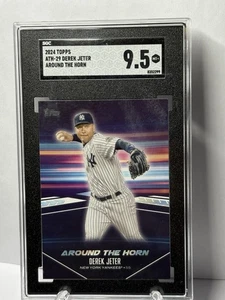 SGC
2024 TOPPS
ATH-29 DEREK JETER
AROUND THE HORN
9.5
AROUND THE HORN
DEREK JETER
NEW YORK YANKEES